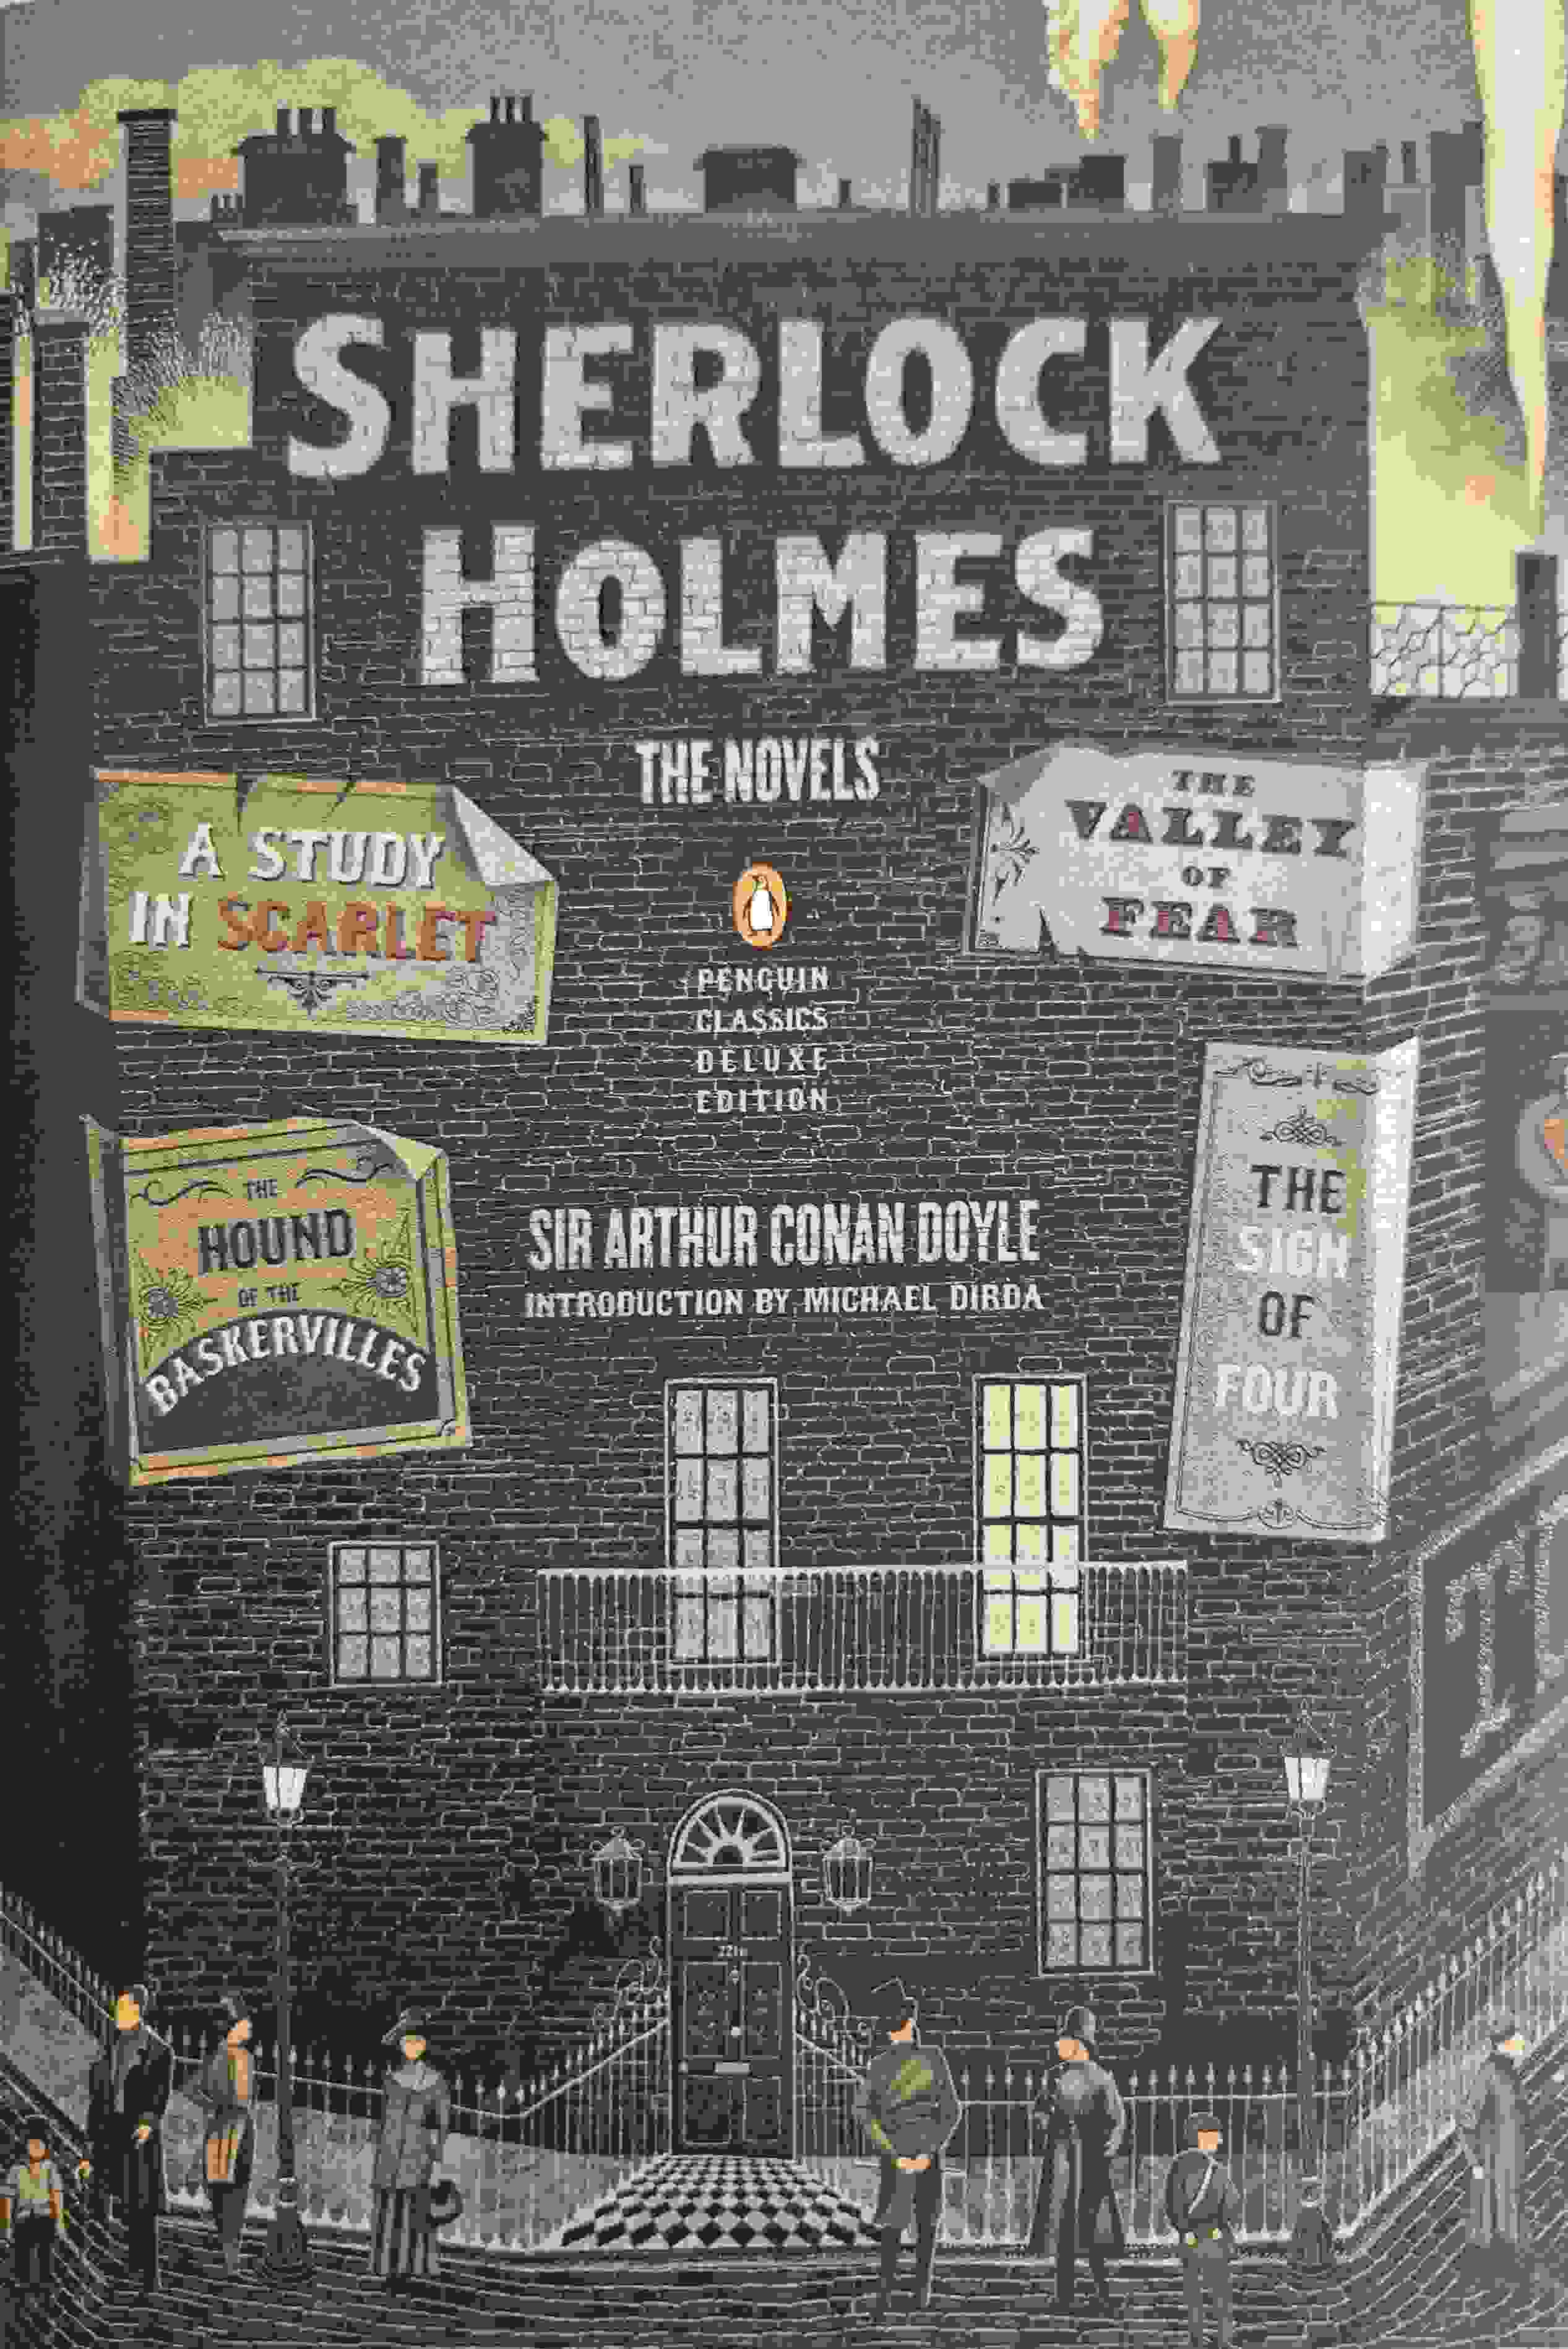 SHERLOCK
HOLMES
THE NOVELS
A STUDY
IN SCARLET
THE
VALLEY
OF
FEAR
PENGUIN
CLASSICS
DELUXE
EDITION
THE
HOUND
OF THE
BASKERVILLES
SIR ARTHUR CONAN DOYLE
INTRODUCTION BY MICHAEL DIRDA
THE
SIGN
OF
FOUR